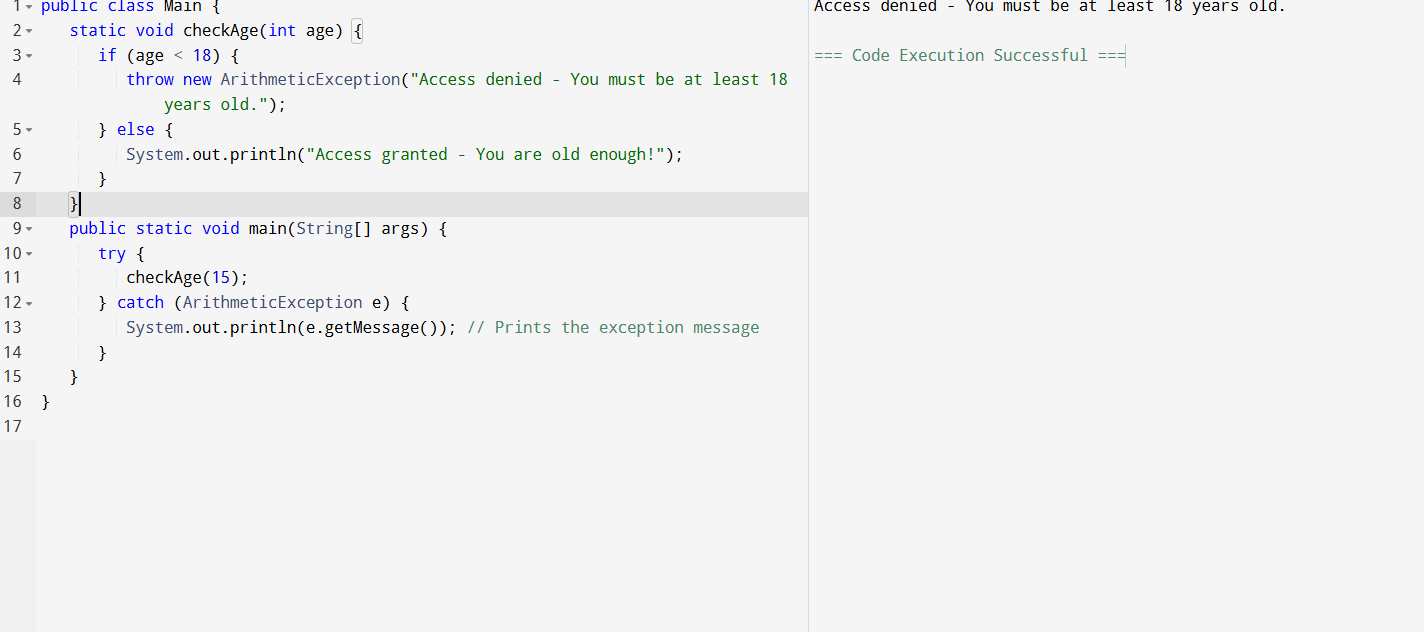 1 public class Main {
2 static void checkAge(int age) {
3 if (age < 18) {
4 throw new ArithmeticException("Access denied - You must be at least 18
years old.");
5 } else {
6 System.out.println("Access granted - You are old enough!");
7 }
8 }
9 public static void main(String[] args) {
10 try {
11 checkAge(15);
12 } catch (ArithmeticException e) {
13 System.out.println(e.getMessage()); // Prints the exception message
14 }
15 }
16 }
17
Access denied - You must be at least 18 years old.
=== Code Execution Successful ===